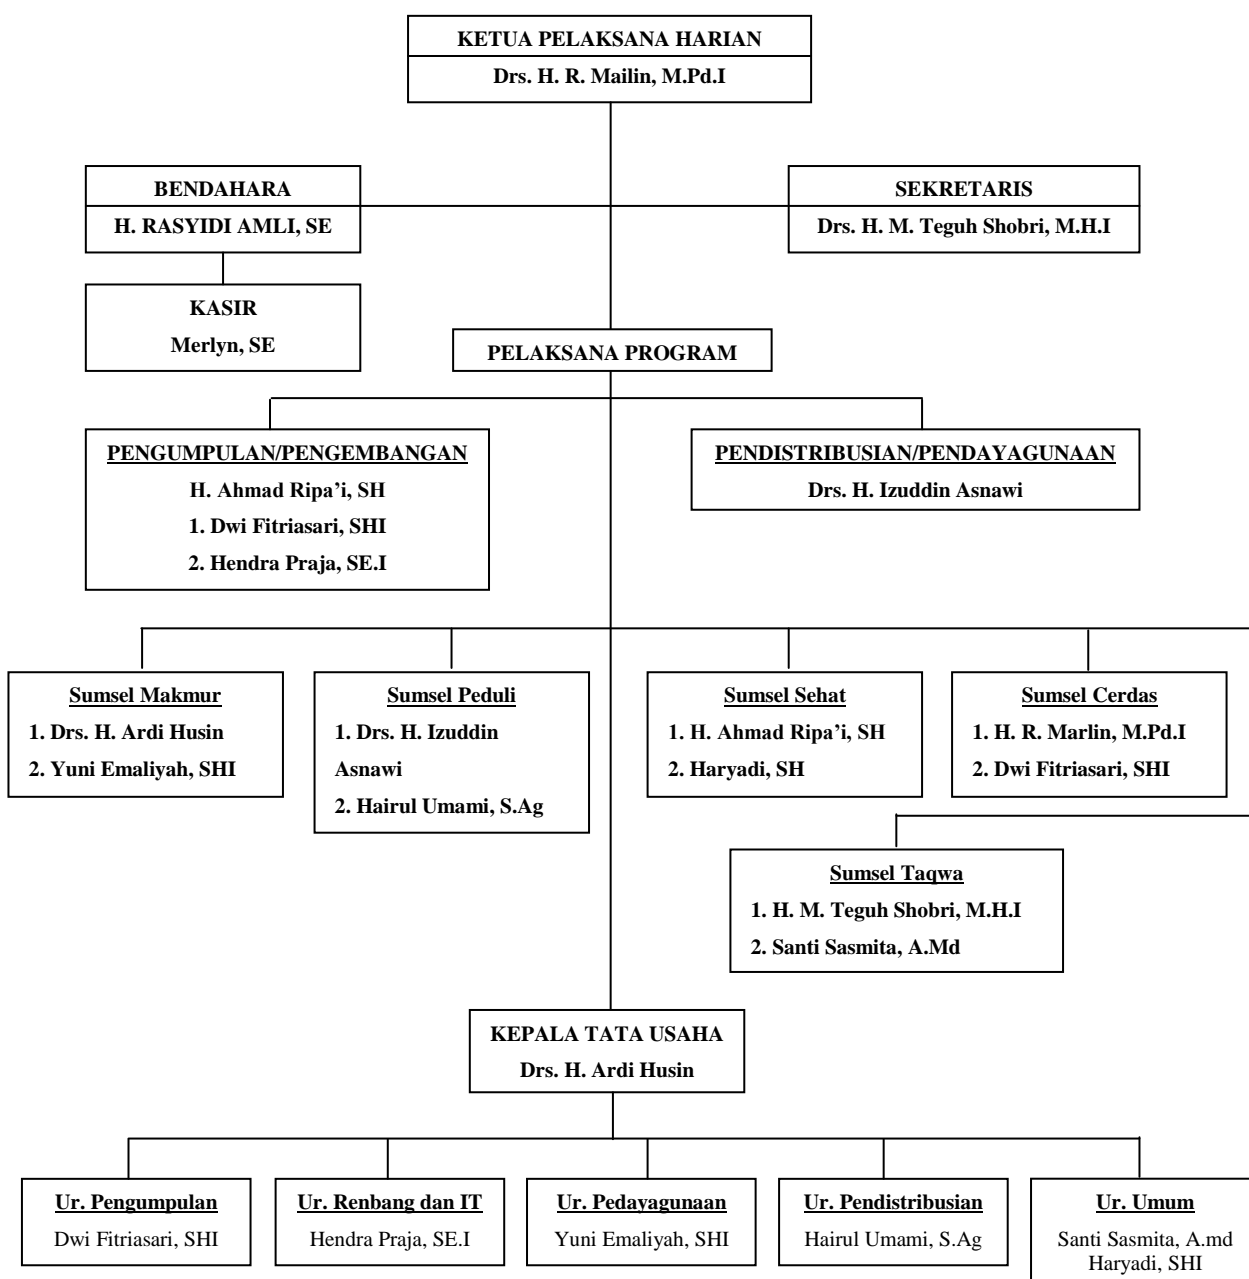 KETUA PELAKSANA HARIAN
Drs. H. R. Mailin, M.Pd.I
BENDAHARA
H. RASYIDI AMLI, SE
SEKRETARIS
Drs. H. M. Teguh Shobri, M.H.I
KASIR
Merlyn, SE
PELAKSANA PROGRAM
PENGUMPULAN/PENGEMBANGAN
H. Ahmad Ripa’i, SH
1. Dwi Fitriasari, SHI
2. Hendra Praja, SE.I
PENDISTRIBUSIAN/PENDAYAGUNAAN
Drs. H. Izuddin Asnawi
Sumsel Makmur
1. Drs. H. Ardi Husin
2. Yuni Emaliyah, SHI
Sumsel Peduli
1. Drs. H. Izuddin
Asnawi
2. Hairul Umami, S.Ag
Sumsel Sehat
1. H. Ahmad Ripa’i, SH
2. Haryadi, SH
Sumsel Cerdas
1. H. R. Marlin, M.Pd.I
2. Dwi Fitriasari, SHI
Sumsel Taqwa
1. H. M. Teguh Shobri, M.H.I
2. Santi Sasmita, A.Md
KEPALA TATA USAHA
Drs. H. Ardi Husin
Ur. Pengumpulan
Dwi Fitriasari, SHI
Ur. Renbang dan IT
Hendra Praja, SE.I
Ur. Pedayagunaan
Yuni Emaliyah, SHI
Ur. Pendistribusian
Hairul Umami, S.Ag
Ur. Umum
Santi Sasmita, A.md
Haryadi, SHI